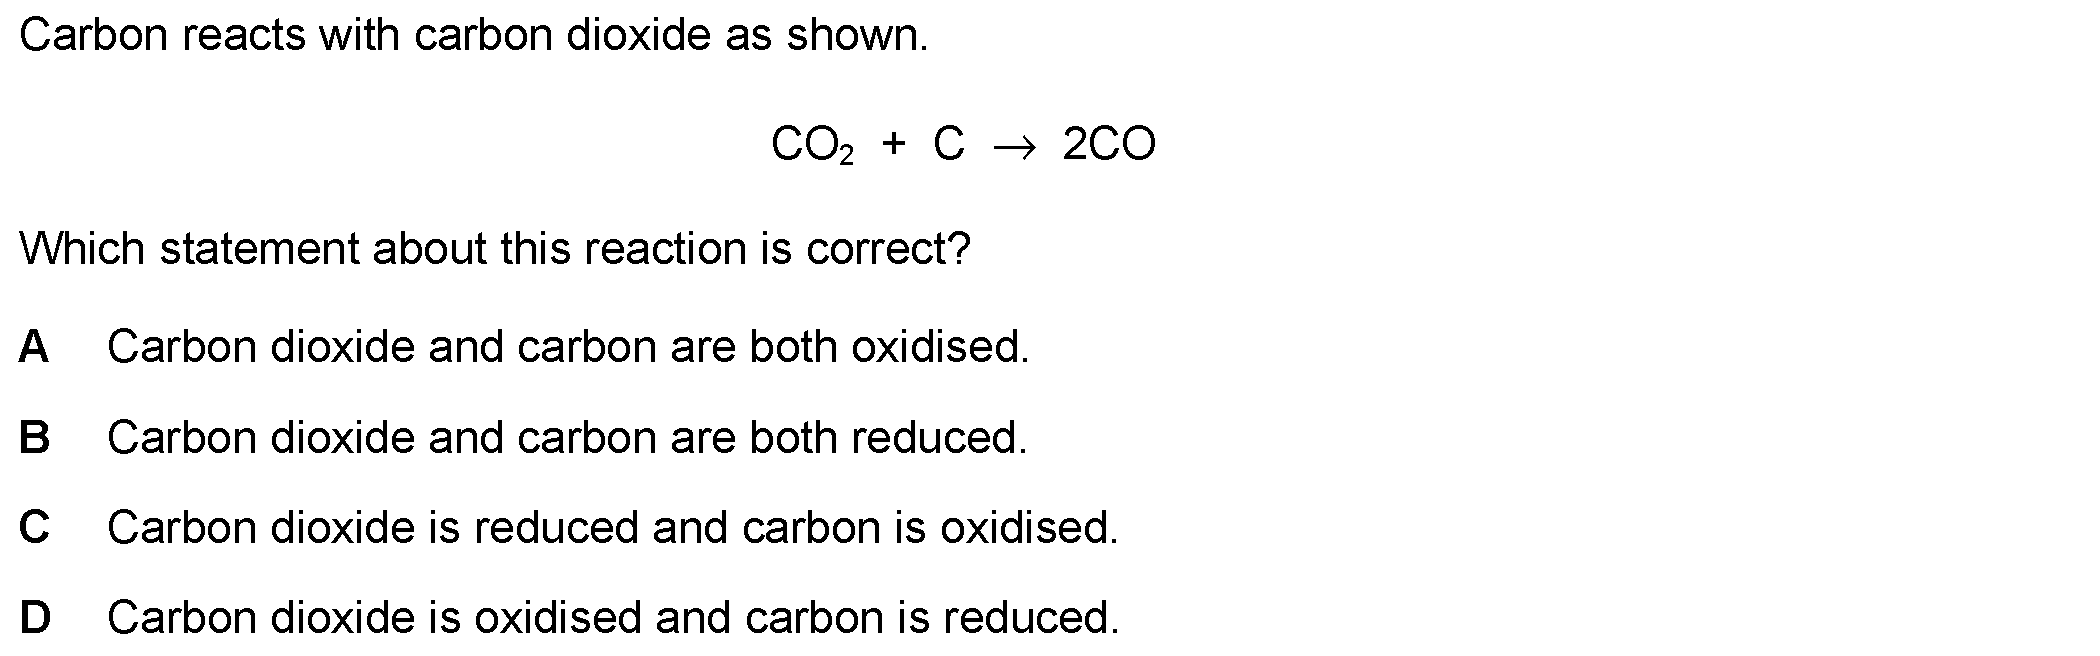 Carbon reacts with carbon dioxide as shown.
CO₂ + C → 2CO
Which statement about this reaction is correct?
A Carbon dioxide and carbon are both oxidised.
B Carbon dioxide and carbon are both reduced.
C Carbon dioxide is reduced and carbon is oxidised.
D Carbon dioxide is oxidised and carbon is reduced.